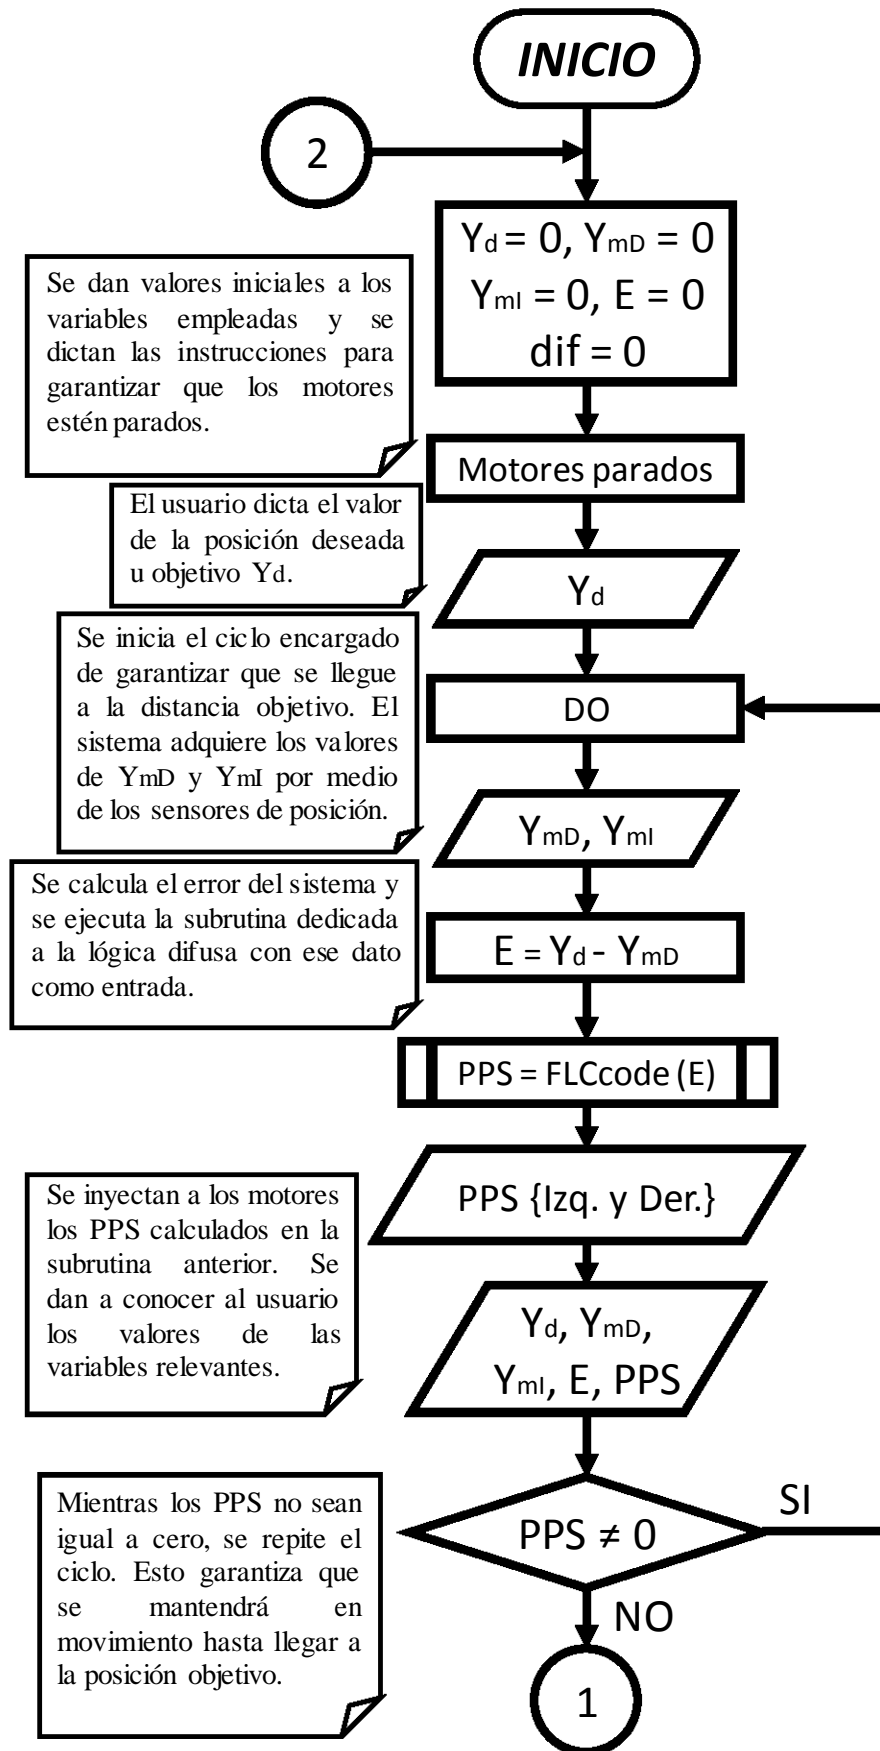 INICIO
2
Yd = 0, YmD = 0
YmI = 0, E = 0
dif = 0
Se dan valores iniciales a los
variables empleadas y se
dictan las instrucciones para
garantizar que los motores
estén parados.
Motores parados
El usuario dicta el valor
de la posición deseada
u objetivo Yd.
Yd
Se inicia el ciclo encargado
de garantizar que se llegue
a la distancia objetivo. El
sistema adquiere los valores
de YmD y YmI por medio
de los sensores de posición.
DO
YmD, YmI
Se calcula el error del sistema y
se ejecuta la subrutina dedicada
a la lógica difusa con ese dato
como entrada.
E = Yd - YmD
PPS = FLCcode (E)
PPS {Izq. y Der.}
Se inyectan a los motores
los PPS calculados en la
subrutina anterior. Se
dan a conocer al usuario
los valores de las
variables relevantes.
Yd, YmD,
YmI, E, PPS
Mientras los PPS no sean
igual a cero, se repite el
ciclo. Esto garantiza que
se mantendrá en
movimiento hasta llegar a
la posición objetivo.
PPS ≠ 0
SI
NO
1